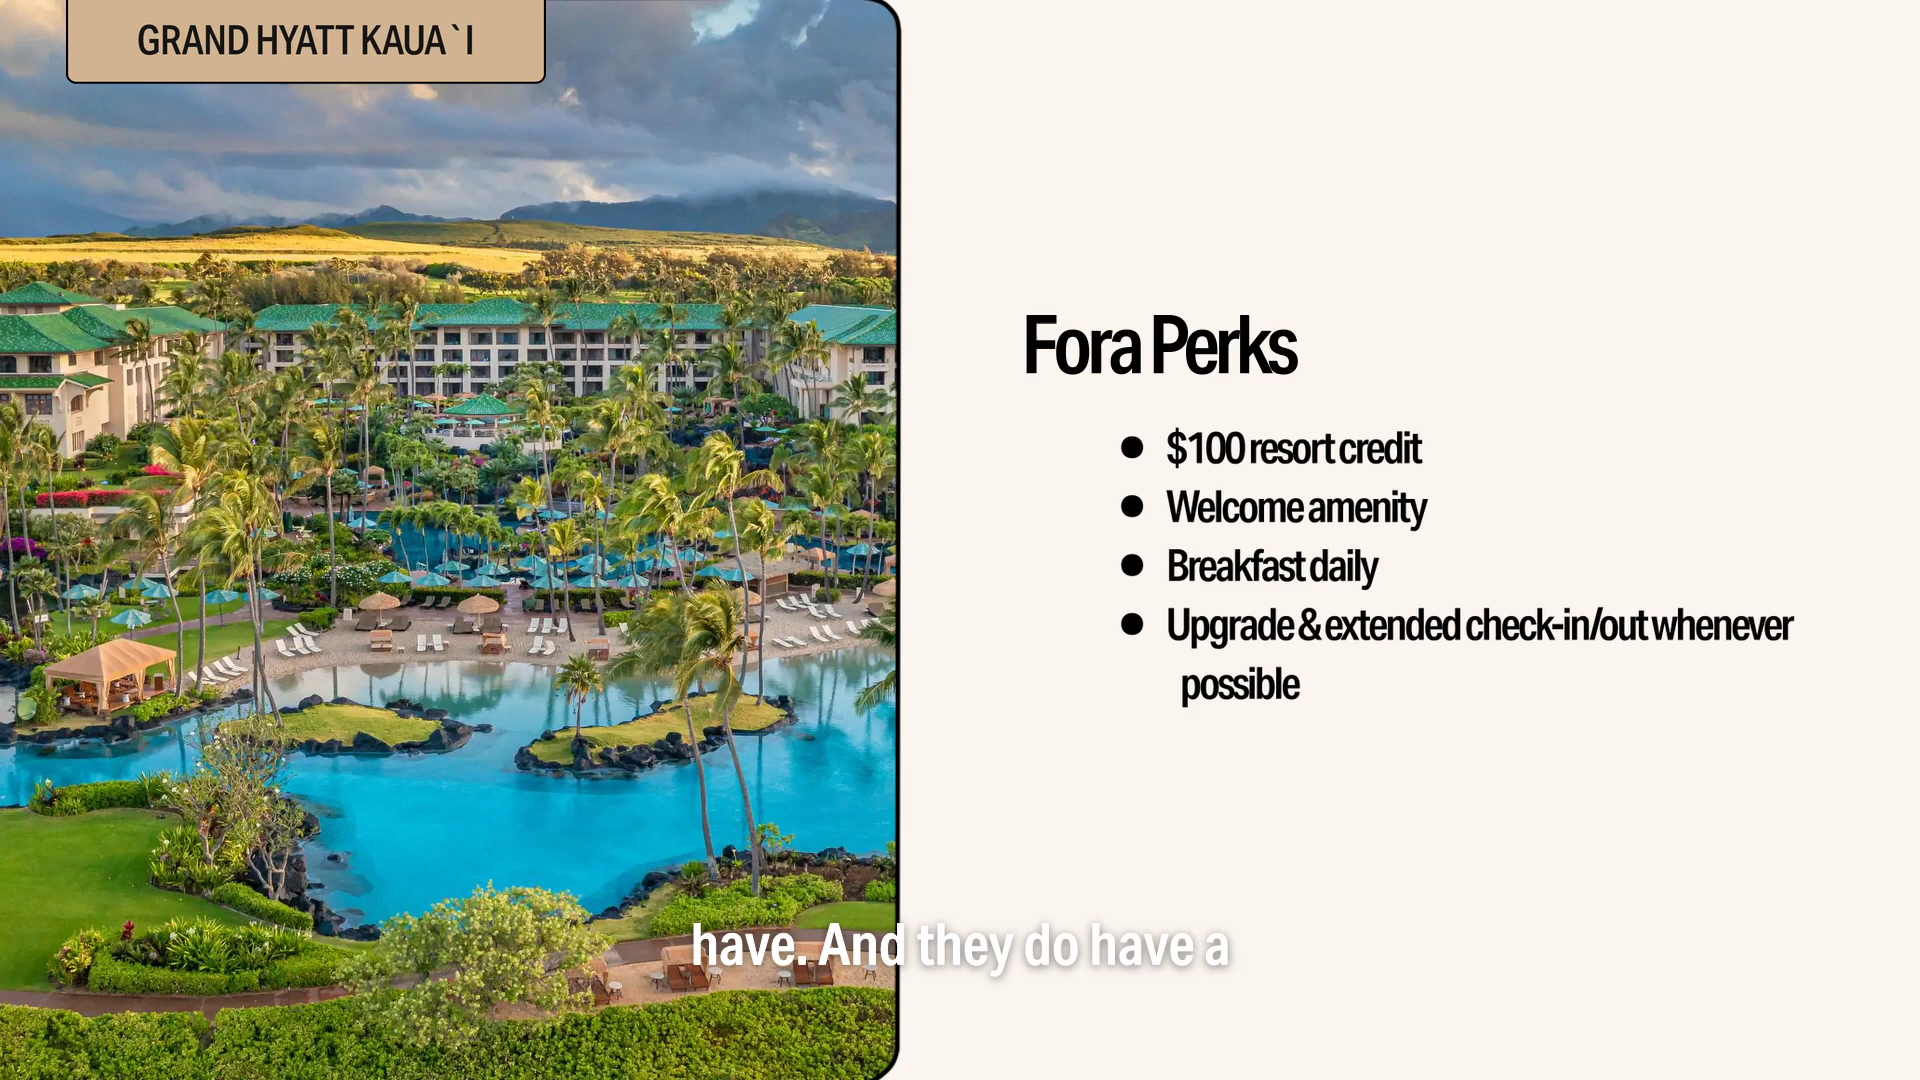 GRAND HYATT KAUA`I
Fora Perks
• $100 resort credit
• Welcome amenity
• Breakfast daily
• Upgrade & extended check-in/out whenever
possible
have. And they do have a